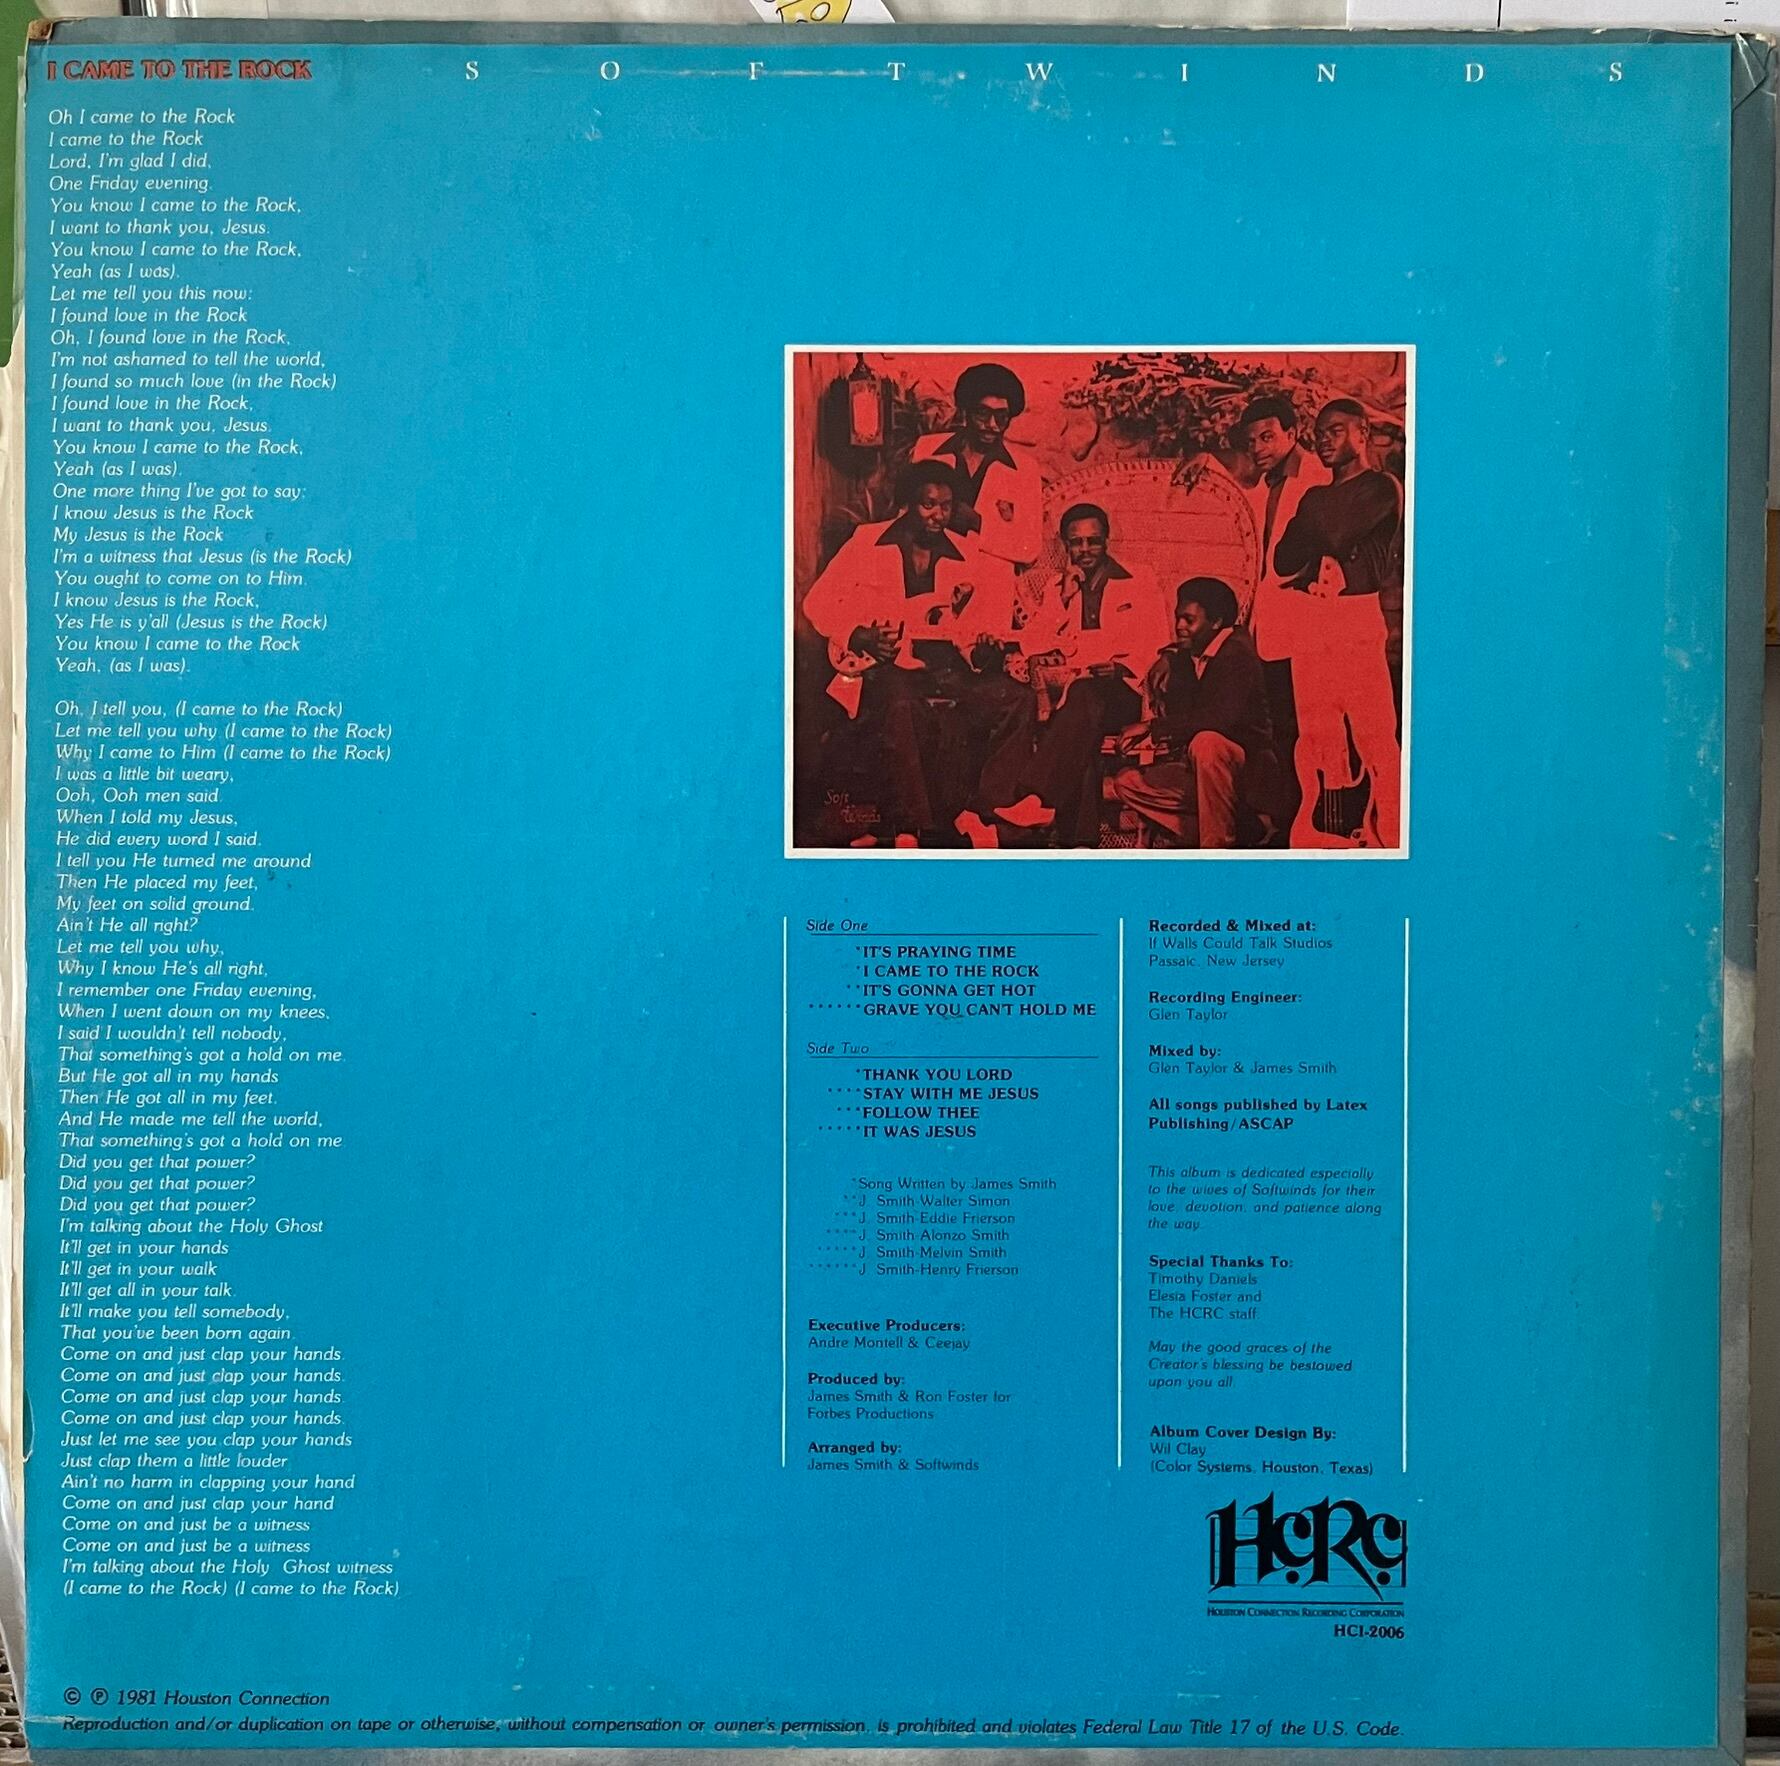 I CAME TO THE ROCK
S O F T W I N D S
Oh I came to the Rock
I came to the Rock
Lord, I'm glad I did,
One Friday evening.
You know I came to the Rock,
I want to thank you, Jesus.
You know I came to the Rock,
Yeah (as I was).
Let me tell you this now:
I found love in the Rock
Oh, I found love in the Rock,
I'm not ashamed to tell the world,
I found so much love (in the Rock)
I found love in the Rock,
I want to thank you, Jesus.
You know I came to the Rock,
Yeah (as I was).
One more thing I've got to say:
I know Jesus is the Rock
My Jesus is the Rock
I'm a witness that Jesus (is the Rock)
You ought to come on to Him.
I know Jesus is the Rock,
Yes He is y'all (Jesus is the Rock)
You know I came to the Rock
Yeah, (as I was).
Oh, I tell you, (I came to the Rock)
Let me tell you why (I came to the Rock)
Why I came to Him (I came to the Rock)
I was a little bit weary,
Ooh, Ooh men said.
When I told my Jesus,
He did every word I said.
I tell you He turned me around
Then He placed my feet,
My feet on solid ground.
Ain't He all right?
Let me tell you why,
Why I know He's all right,
I remember one Friday evening,
When I went down on my knees,
I said I wouldn't tell nobody,
That something's got a hold on me.
But He got all in my hands
Then He got all in my feet,
And He made me tell the world,
That something's got a hold on me
Did you get that power?
Did you get that power?
Did you get that power?
I'm talking about the Holy Ghost
It'll get in your hands
It'll get in your walk
It'll get all in your talk.
It'll make you tell somebody,
That you've been born again.
Come on and just clap your hands.
Come on and just clap your hands.
Come on and just clap your hands.
Come on and just clap your hands.
Just let me see you clap your hands
Just clap them a little louder
Ain't no harm in clapping your hand
Come on and just clap your hand
Come on and just be a witness
Come on and just be a witness
I'm talking about the Holy Ghost witness
(I came to the Rock) (I came to the Rock)
Soft
Winds
Side One
*IT'S PRAYING TIME
*I CAME TO THE ROCK
**IT'S GONNA GET HOT
******GRAVE YOU CAN'T HOLD ME
Side Two
*THANK YOU LORD
****STAY WITH ME JESUS
***FOLLOW THEE
*****IT WAS JESUS
*Song Written by James Smith
**J. Smith-Walter Simon
***J. Smith-Eddie Frierson
****J. Smith-Alonzo Smith
*****J. Smith-Melvin Smith
******J. Smith-Henry Frierson
Executive Producers:
Andre Montell & Ceejay
Produced by:
James Smith & Ron Foster for
Forbes Productions
Arranged by:
James Smith & Softwinds
Recorded & Mixed at:
If Walls Could Talk Studios
Passaic, New Jersey
Recording Engineer:
Glen Taylor
Mixed by:
Glen Taylor & James Smith
All songs published by Latex
Publishing/ASCAP
This album is dedicated especially
to the wives of Softwinds for their
love, devotion, and patience along
the way.
Special Thanks To:
Timothy Daniels
Elesia Foster and
The HCRC staff.
May the good graces of the
Creator's blessing be bestowed
upon you all.
Album Cover Design By:
Wil Clay
(Color Systems, Houston, Texas)
HCRC
HOUSTON CONNECTION RECORDING CORPORATION
HCI-2006
© ℗ 1981 Houston Connection
Reproduction and/or duplication on tape or otherwise, without compensation or owner's permission, is prohibited and violates Federal Law Title 17 of the U.S. Code.